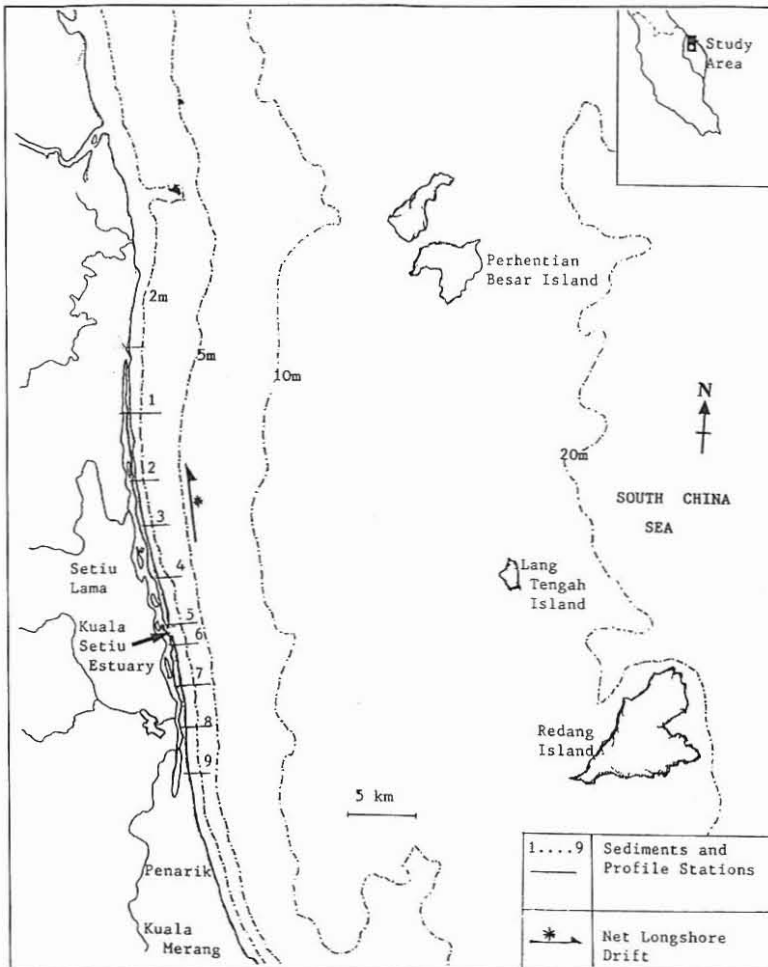 Study
Area
Perhentian
Besar Island
2m
5m
10m
1
N
20m
2
SOUTH CHINA
SEA
*
3
Setiu
Lama
4
Lang
Tengah
Island
Kuala
Setiu
Estuary
5
6
7
Redang
Island
8
9
5 km
1....9
Sediments and
Profile Stations
Penarik
Kuala
Merang
*
Net Longshore
Drift